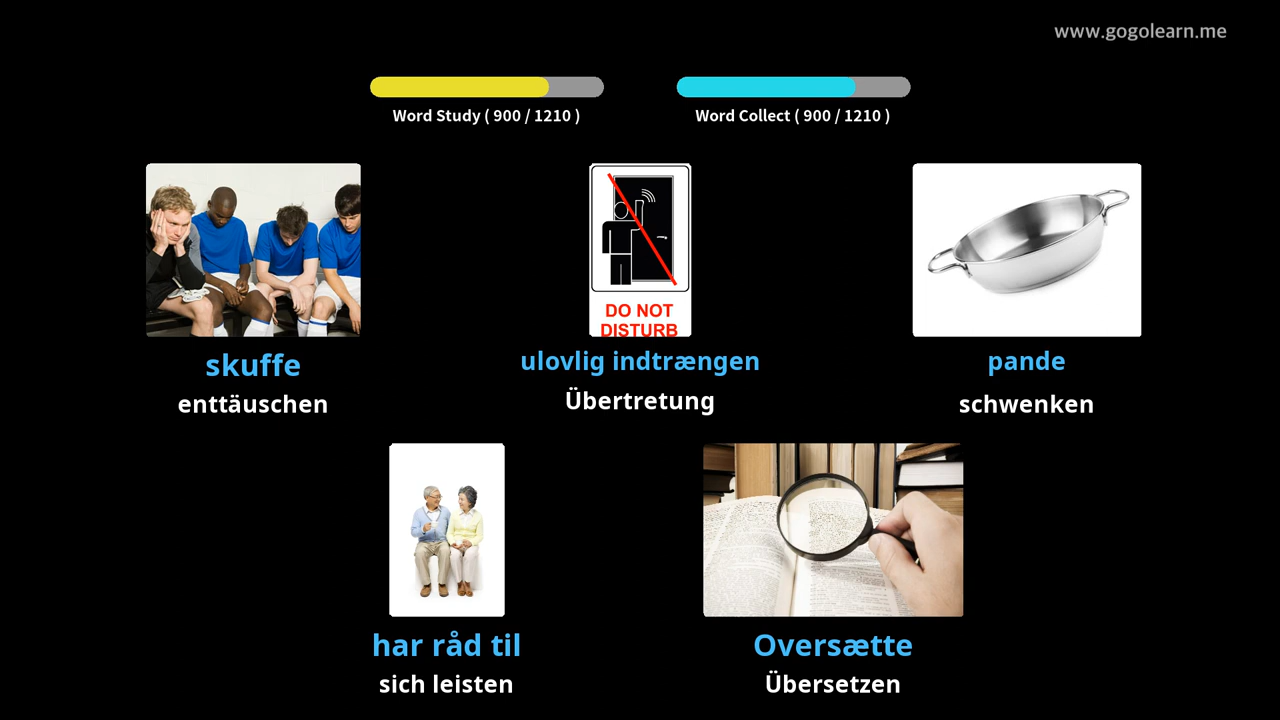 www.gogolearn.me
Word Study ( 900 / 1210 )
Word Collect ( 900 / 1210 )
DO NOT
DISTURB
skuffe
enttäuschen
ulovlig indtrængen
Übertretung
pande
schwenken
har råd til
sich leisten
Oversætte
Übersetzen